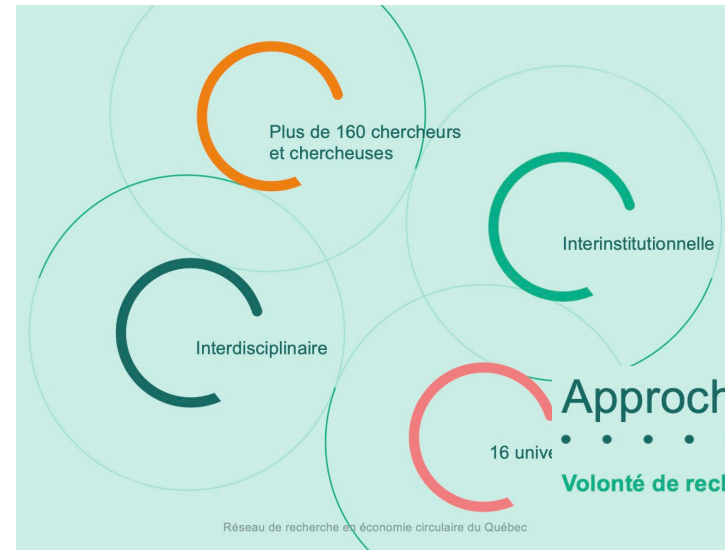 Plus de 160 chercheurs
et chercheuses
Interinstitutionnelle
Interdisciplinaire
Approch
16 unive
Volonté de recl
Réseau de recherche en économie circulaire du Québec